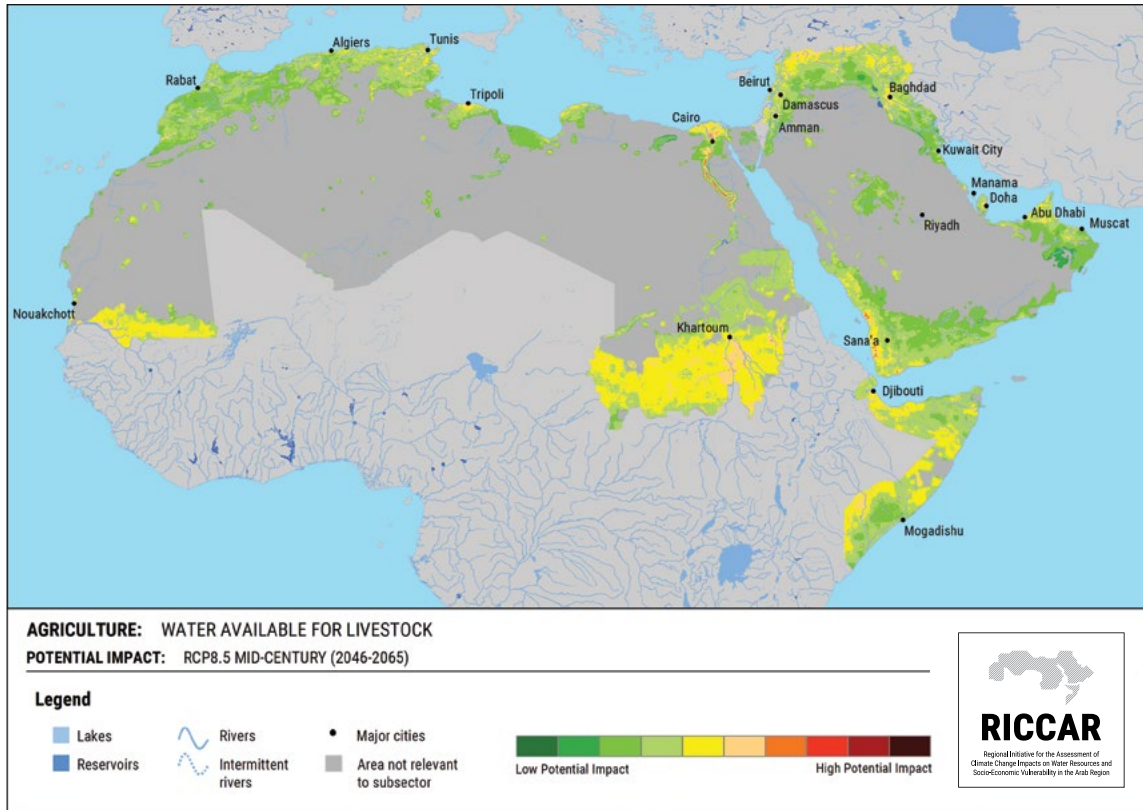 Algiers
Tunis
Rabat
Tripoli
Beirut
Damascus
Baghdad
Cairo
Amman
Kuwait City
Manama
Doha
Abu Dhabi
Muscat
Riyadh
Nouakchott
Khartoum
Sana'a
Djibouti
Mogadishu
AGRICULTURE: WATER AVAILABLE FOR LIVESTOCK
POTENTIAL IMPACT: RCP8.5 MID-CENTURY (2046-2065)
Legend
Lakes
Rivers
Major cities
Reservoirs
Intermittent
rivers
Area not relevant
to subsector
Low Potential Impact
High Potential Impact
RICCAR
Regional Initiative for the Assessment of
Climate Change Impacts on Water Resources and
Socio-Economic Vulnerability in the Arab Region